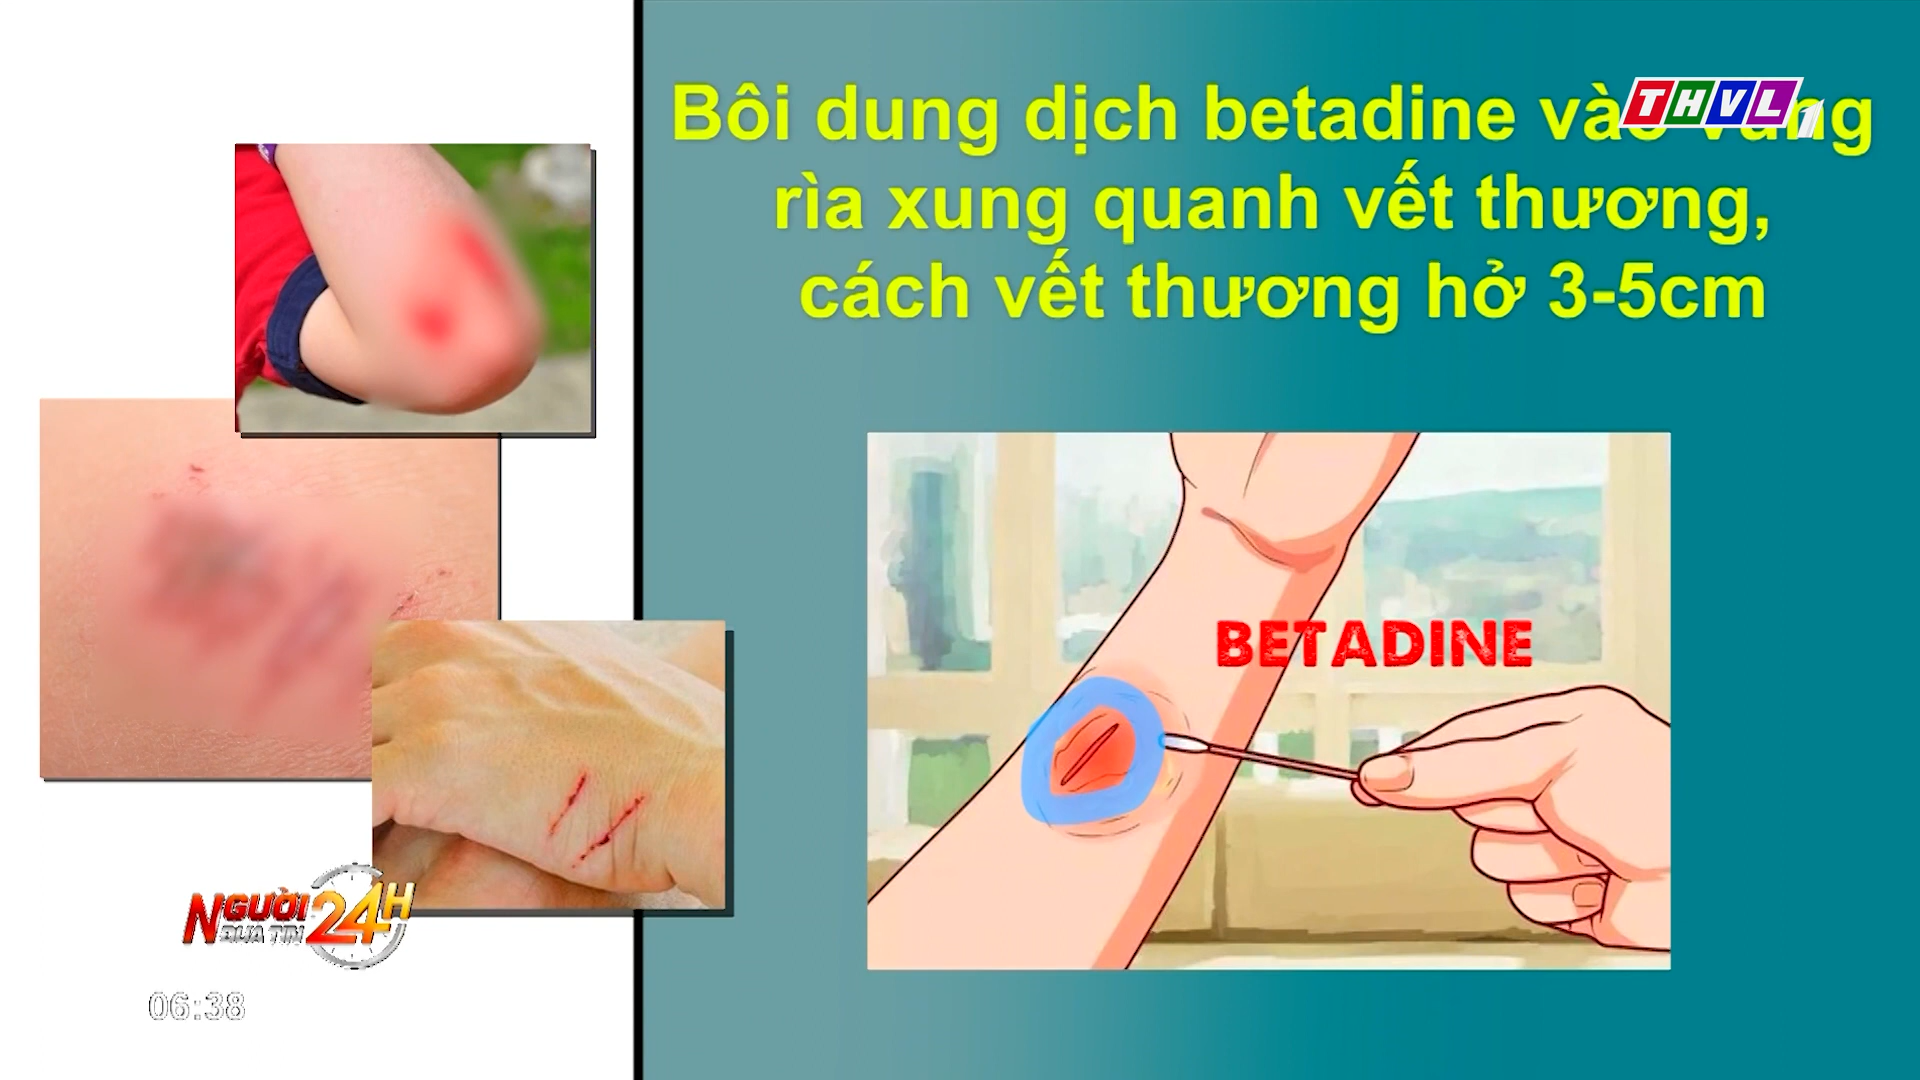 THVL1
Bôi dung dịch betadine vào vùng
rìa xung quanh vết thương,
cách vết thương hở 3-5cm
BETADINE
NGƯỜI
ĐƯA TIN
24H
06:38